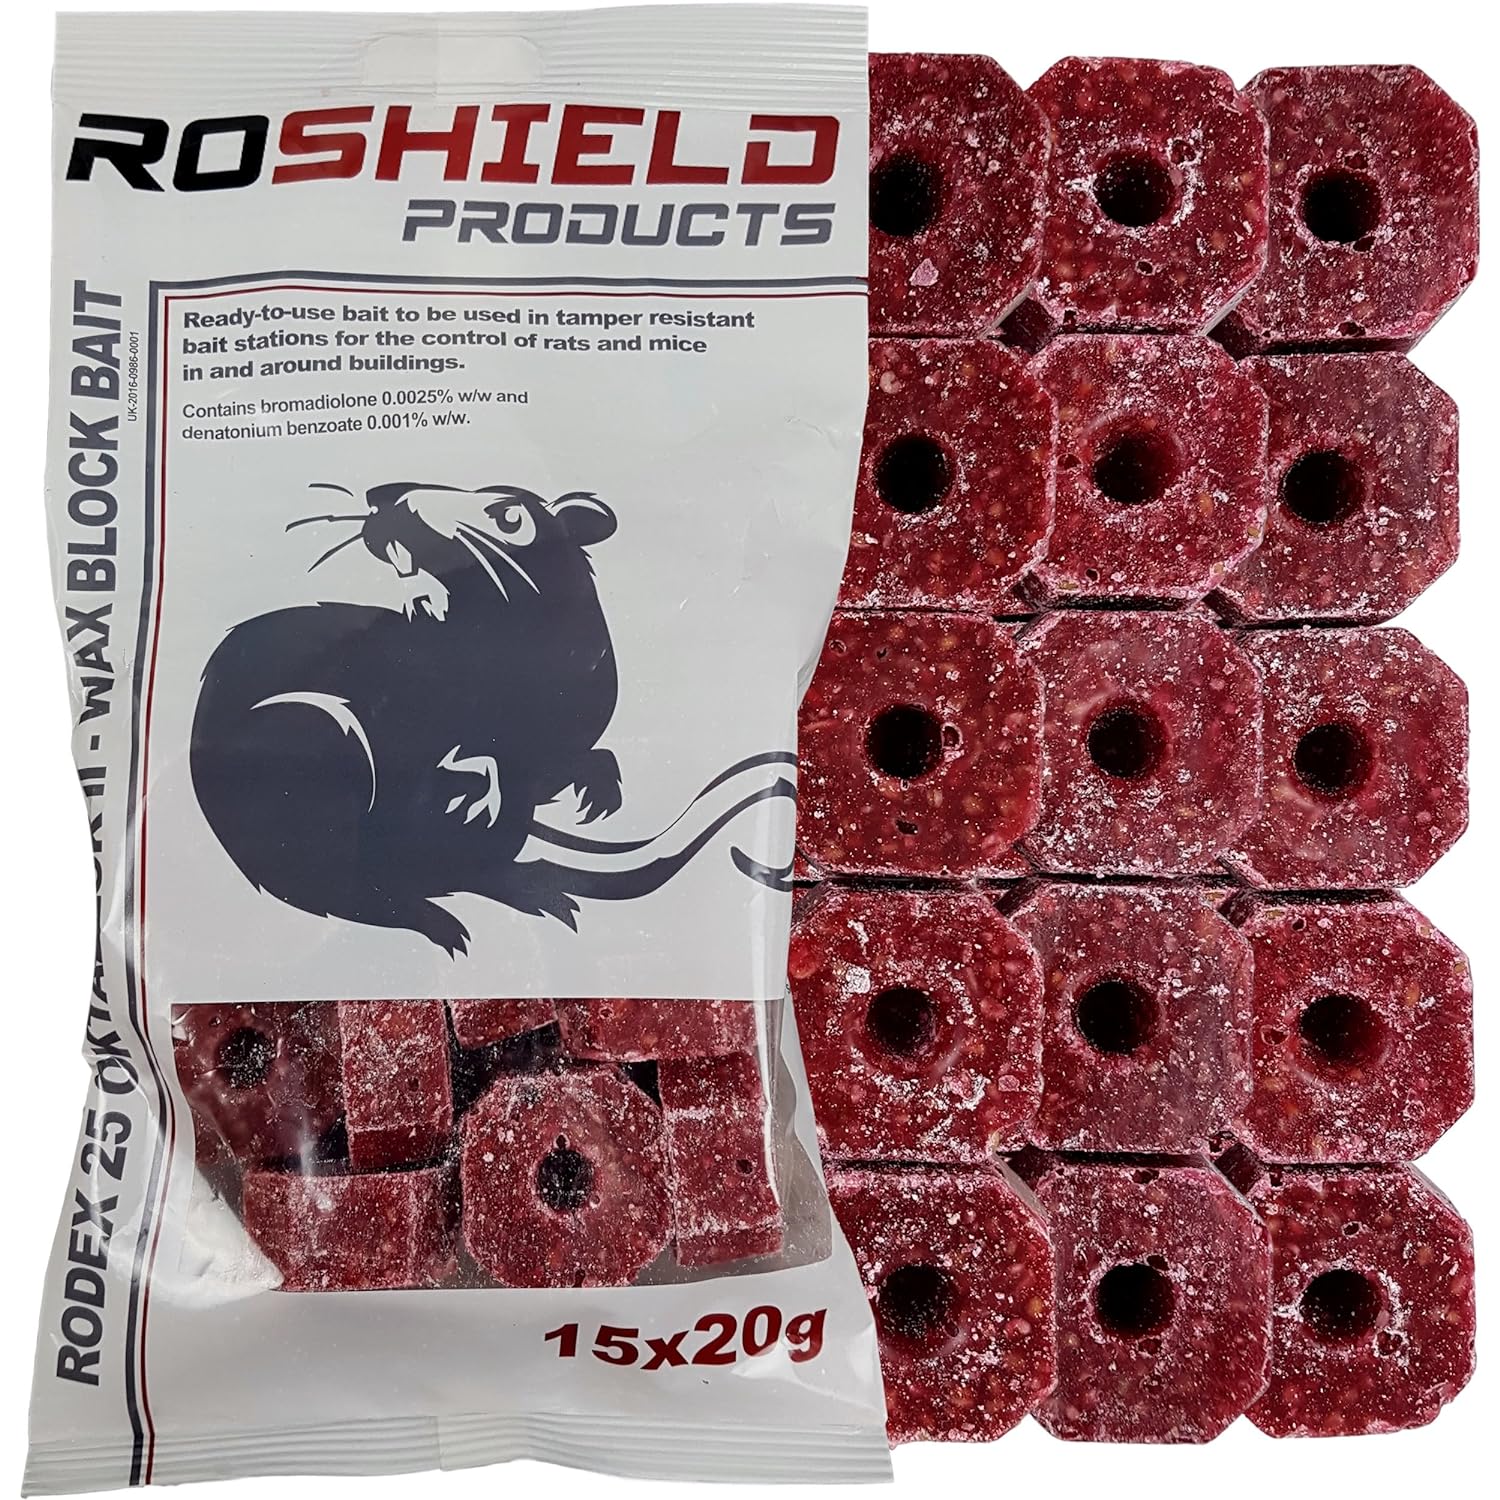 ROSHIELD
PRODUCTS
Ready-to-use bait to be used in tamper resistant
bait stations for the control of rats and mice
in and around buildings.
Contains bromadiolone 0.0025% w/w and
denatonium benzoate 0.001% w/w.
RODEX 25 - WAX BLOCK BAIT
UK-2016-0986-0001
15x20g